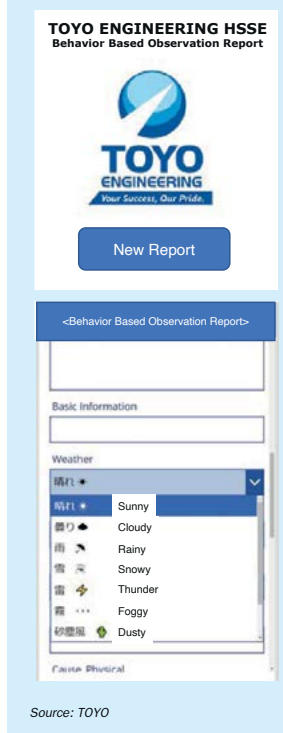 TOYO ENGINEERING HSSE
Behavior Based Observation Report
TOYO
ENGINEERING
Your Success, Our Pride.
New Report
<Behavior Based Observation Report>
Basic Information
Weather
晴れ☀
晴れ☀ Sunny
曇り☁ Cloudy
雨 Rainy
雪 Snowy
雷 Thunder
霧 ··· Foggy
砂塵嵐 Dusty
Cause Physical
Source: TOYO